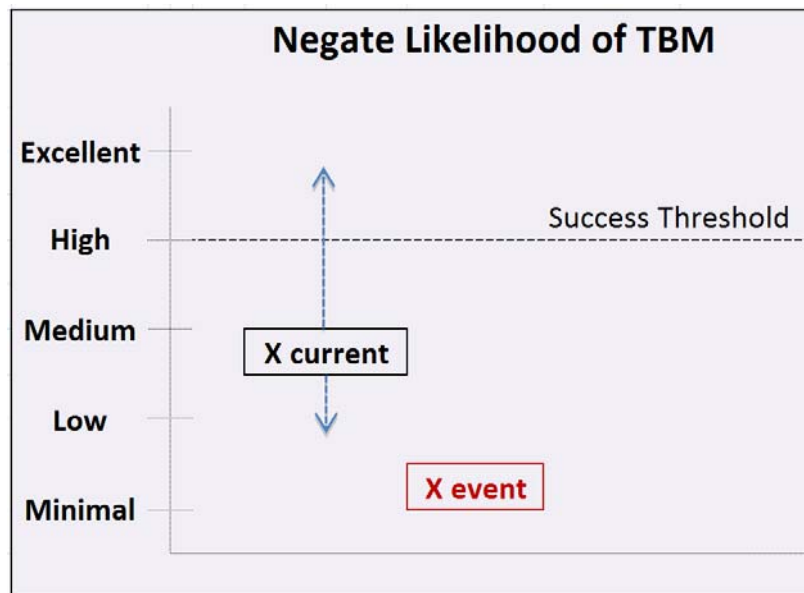 Negate Likelihood of TBM
Excellent
Success Threshold
High
Medium
X current
Low
X event
Minimal